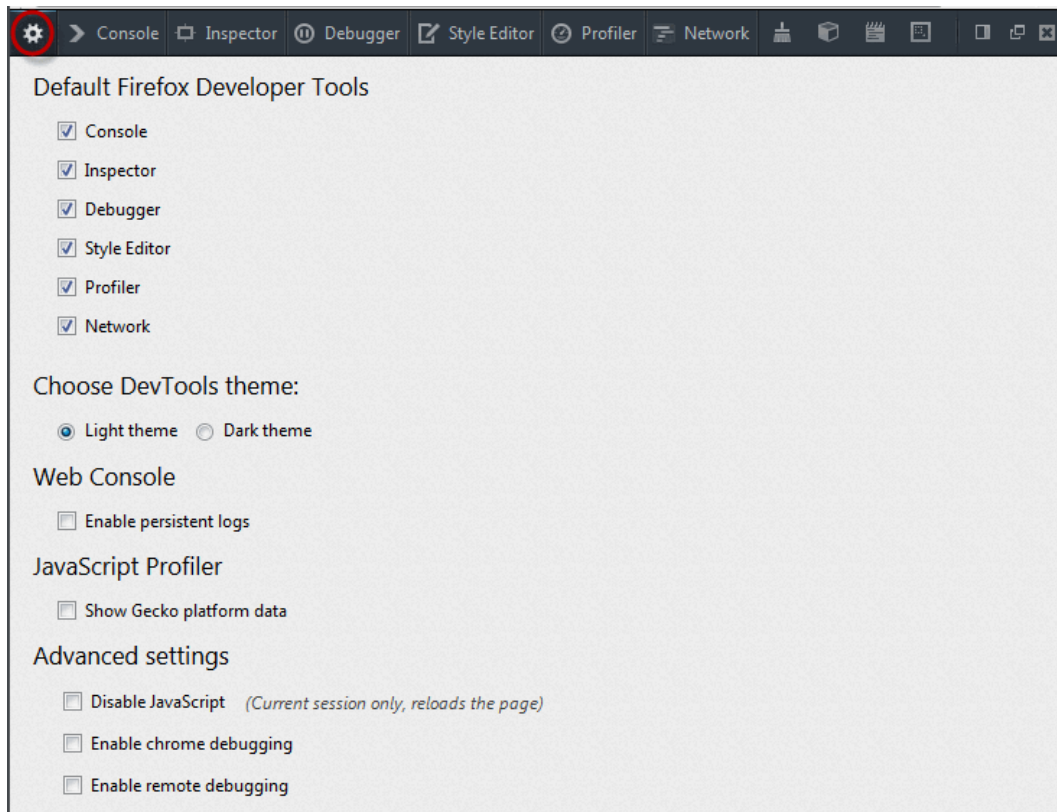 Console Inspector Debugger Style Editor Profiler Network
Default Firefox Developer Tools
Console
Inspector
Debugger
Style Editor
Profiler
Network
Choose DevTools theme:
Light theme Dark theme
Web Console
Enable persistent logs
JavaScript Profiler
Show Gecko platform data
Advanced settings
Disable JavaScript (Current session only, reloads the page)
Enable chrome debugging
Enable remote debugging